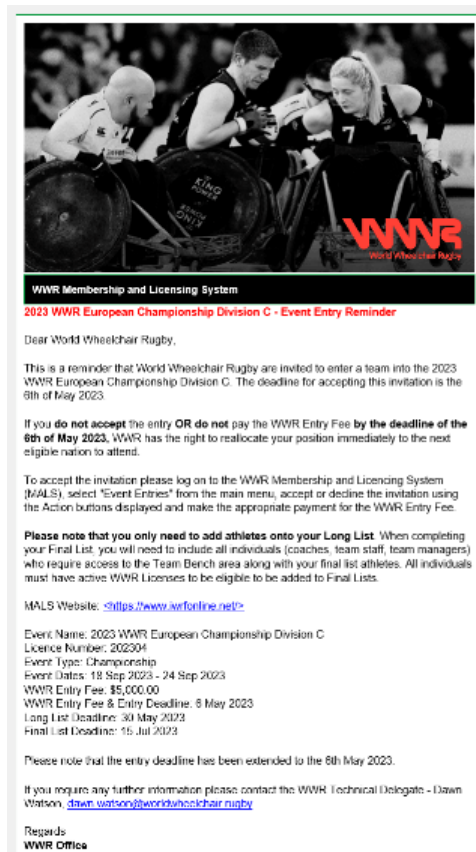 KING
POWER
7
WWR
World Wheelchair Rugby
WWR Membership and Licensing System
2023 WWR European Championship Division C - Event Entry Reminder
Dear World Wheelchair Rugby,
This is a reminder that World Wheelchair Rugby are invited to enter a team into the 2023
WWR European Championship Division C. The deadline for accepting this invitation is the
6th of May 2023.
If you do not accept the entry OR do not pay the WWR Entry Fee by the deadline of the
6th of May 2023, WWR has the right to reallocate your position immediately to the next
eligible nation to attend.
To accept the invitation please log on to the WWR Membership and Licencing System
(MALS), select "Event Entries" from the main menu, accept or decline the invitation using
the Action buttons displayed and make the appropriate payment for the WWR Entry Fee.
Please note that you only need to add athletes onto your Long List. When completing
your Final List, you will need to include all individuals (coaches, team staff, team managers)
who require access to the Team Bench area along with your final list athletes. All individuals
must have active WWR Licenses to be eligible to be added to Final Lists.
MALS Website: <https://www.iwrfonline.net/>
Event Name: 2023 WWR European Championship Division C
Licence Number: 202304
Event Type: Championship
Event Dates: 18 Sep 2023 - 24 Sep 2023
WWR Entry Fee: $5,000.00
WWR Entry Fee & Entry Deadline: 6 May 2023
Long List Deadline: 30 May 2023
Final List Deadline: 15 Jul 2023
Please note that the entry deadline has been extended to the 6th May 2023.
If you require any further information please contact the WWR Technical Delegate - Dawn
Watson, dawn.watson@worldwheelchair.rugby
Regards
WWR Office